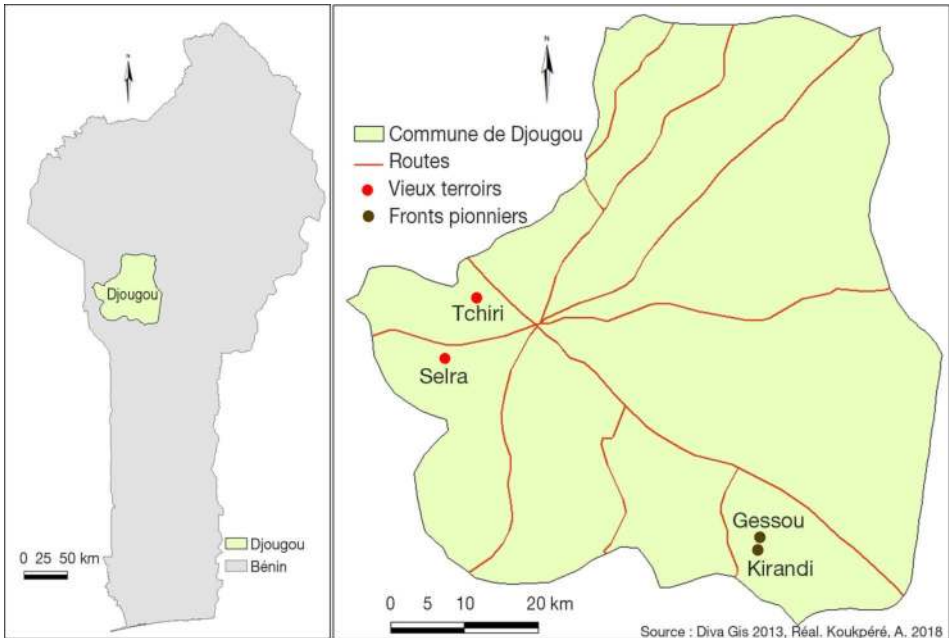 N
Djougou
0 25 50 km
Djougou
Bénin
N
Commune de Djougou
Routes
Vieux terroirs
Fronts pionniers
Tchiri
Selra
Gessou
Kirandi
0 5 10 20 km
Source : Diva Gis 2013, Réal. Koukpéré, A. 2018